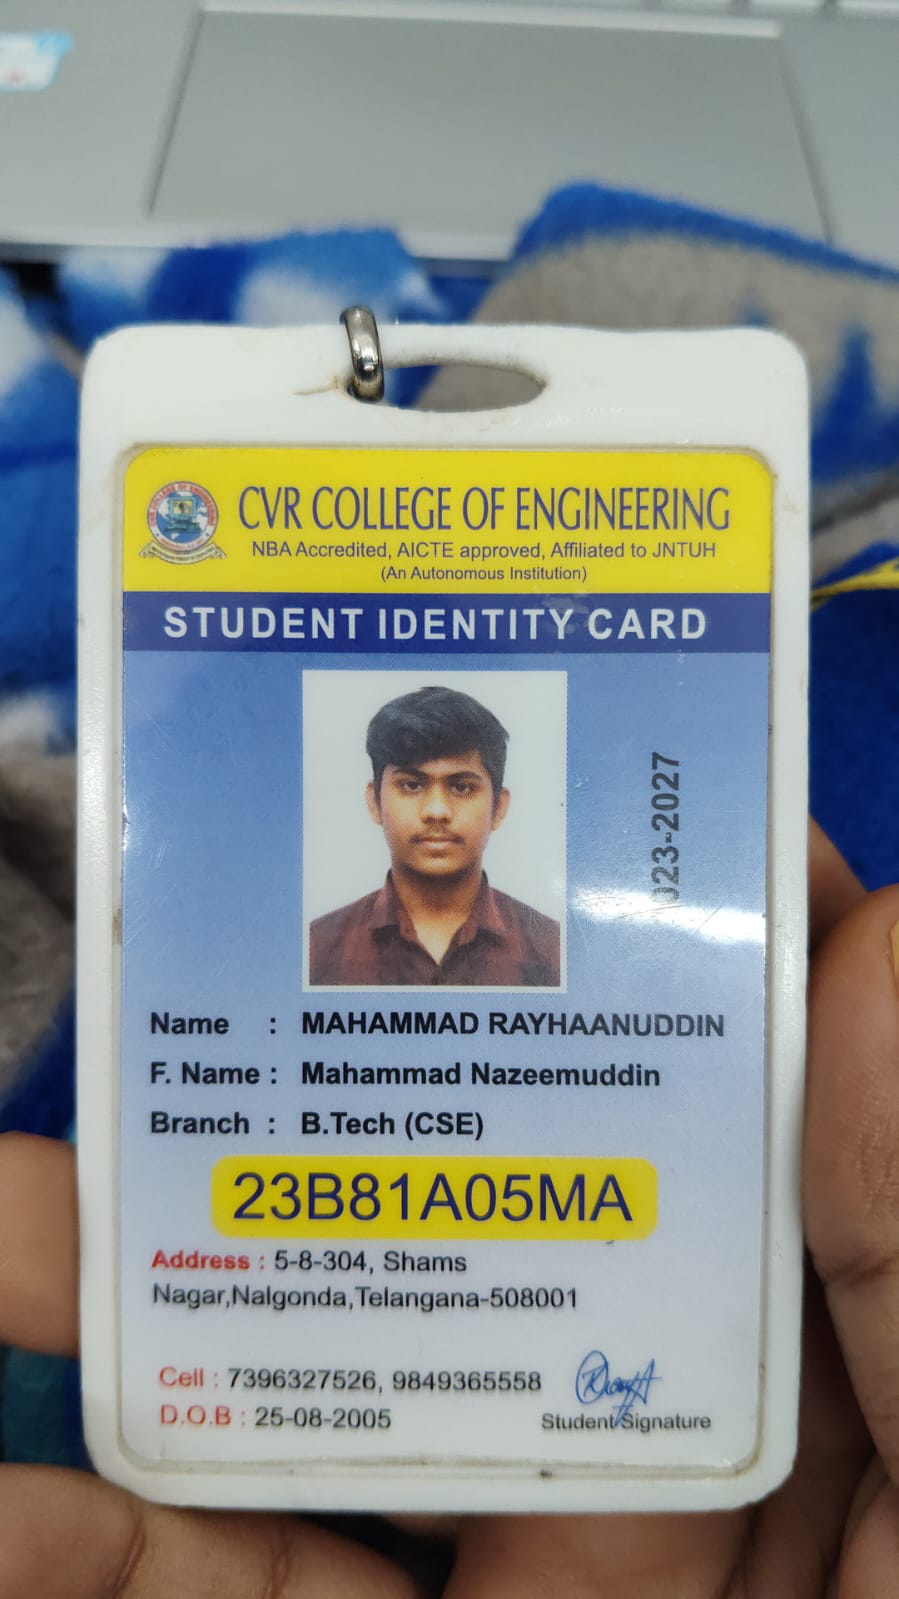 CVR COLLEGE OF ENGINEERING
NBA Accredited, AICTE approved, Affiliated to JNTUH
(An Autonomous Institution)
STUDENT IDENTITY CARD
023-2027
Name : MAHAMMAD RAYHAANUDDIN
F. Name : Mahammad Nazeemuddin
Branch : B.Tech (CSE)
23B81A05MA
Address : 5-8-304, Shams
Nagar,Nalgonda,Telangana-508001
Cell : 7396327526, 9849365558
D.O.B : 25-08-2005
Student Signature